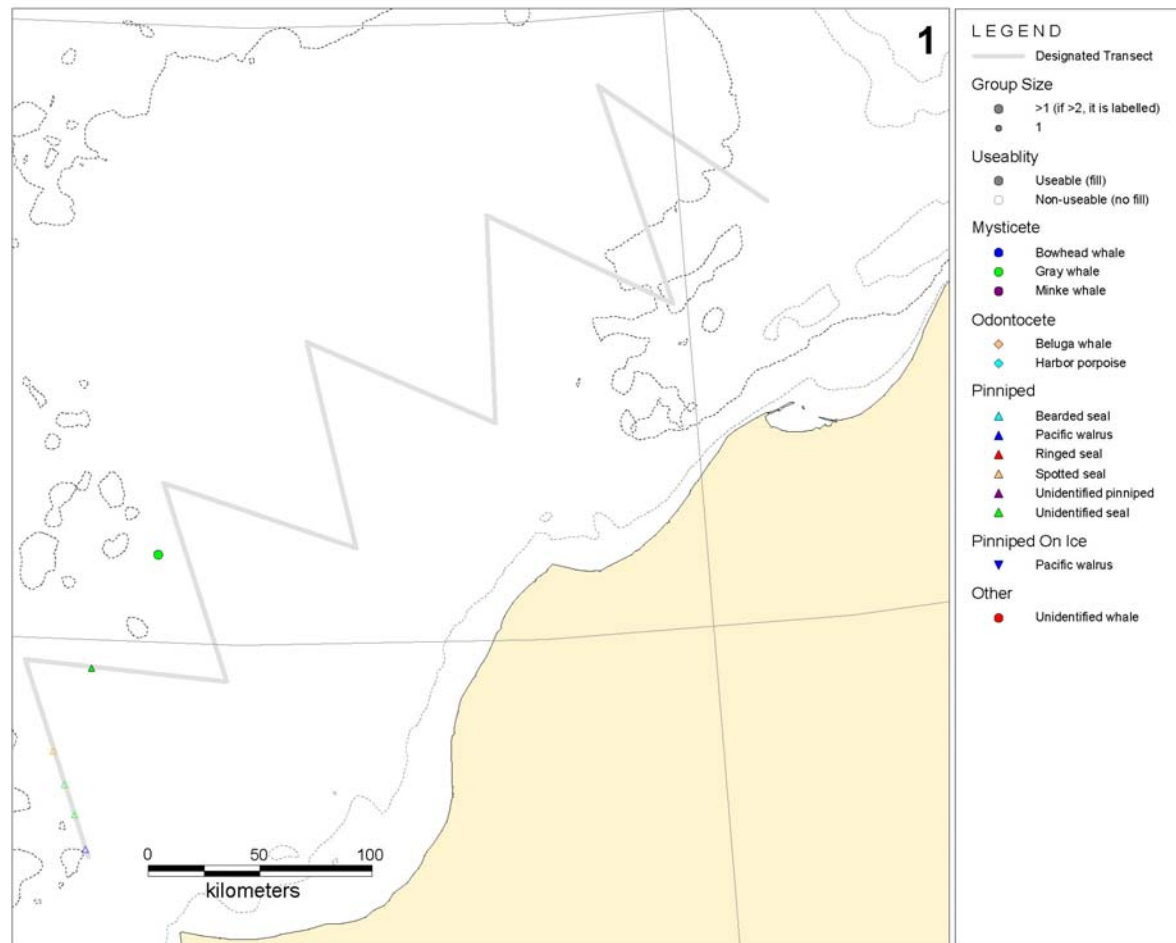 1
0 50 100
kilometers
LEGEND
Designated Transect
Group Size
>1 (if >2, it is labelled)
1
Useablity
Useable (fill)
Non-useable (no fill)
Mysticete
Bowhead whale
Gray whale
Minke whale
Odontocete
Beluga whale
Harbor porpoise
Pinniped
Bearded seal
Pacific walrus
Ringed seal
Spotted seal
Unidentified pinniped
Unidentified seal
Pinniped On Ice
Pacific walrus
Other
Unidentified whale